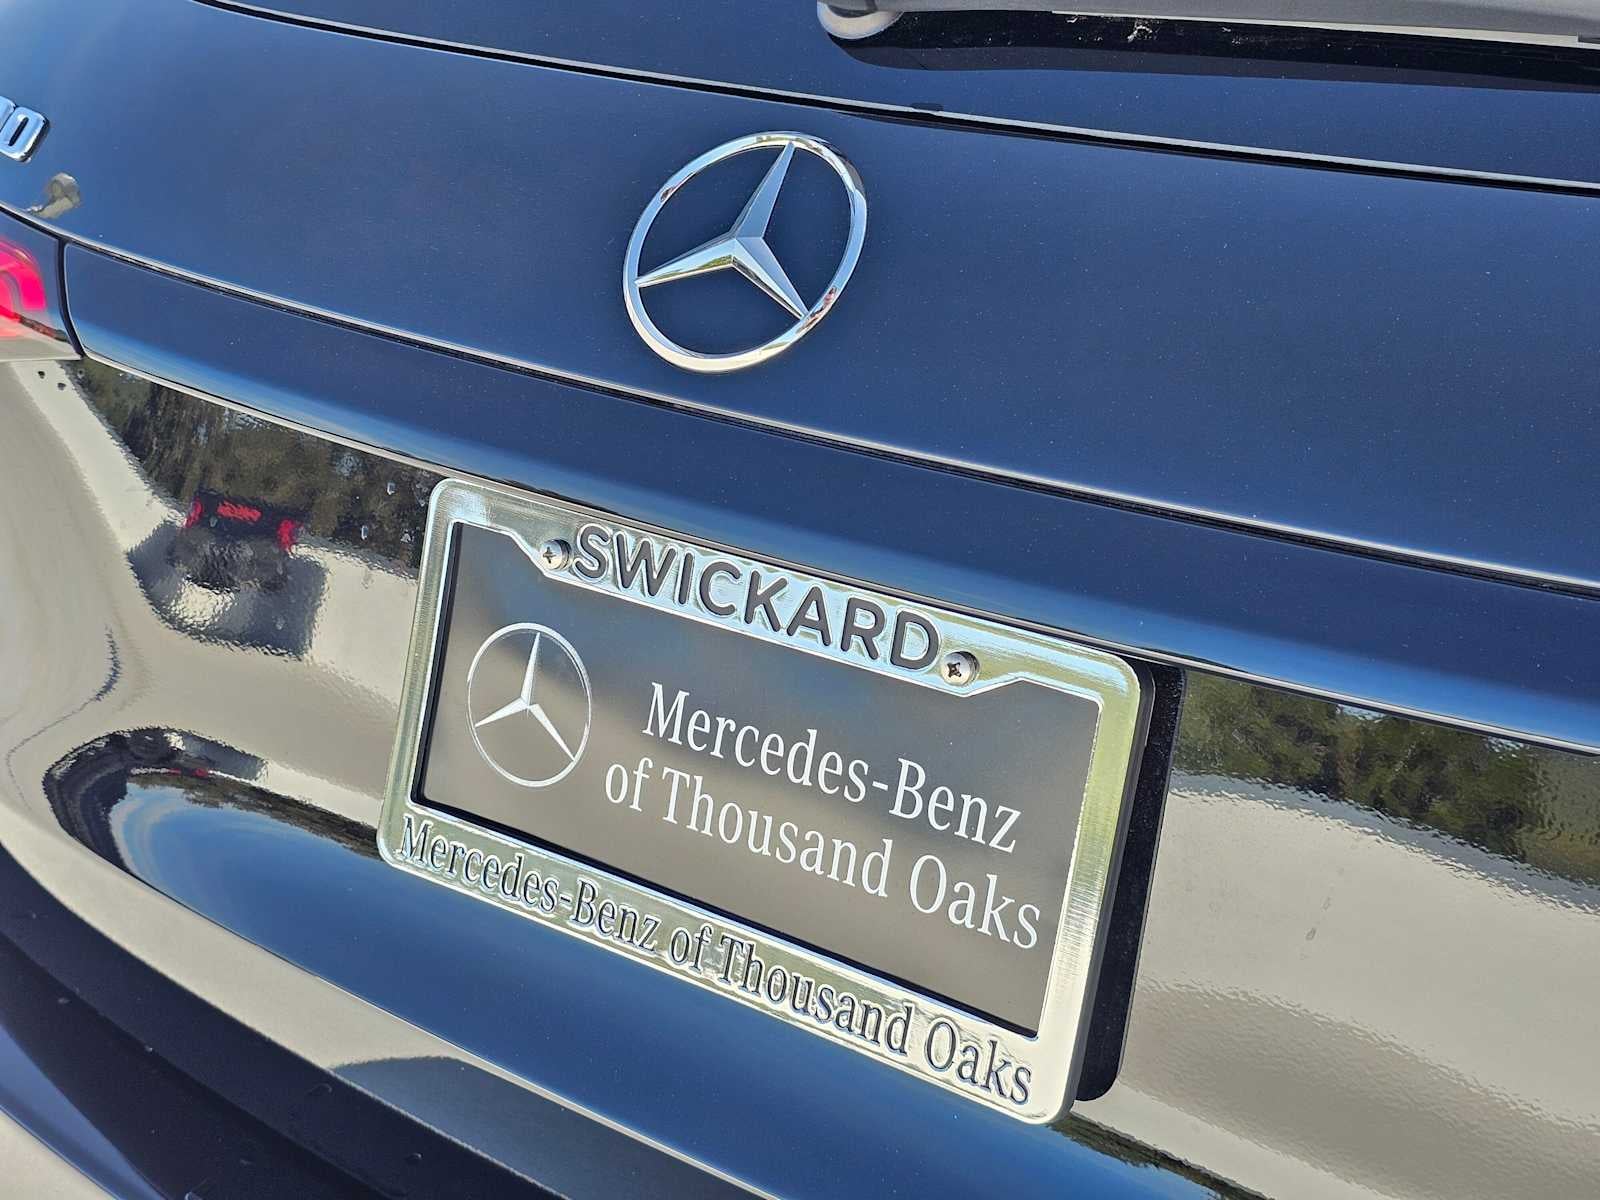 SWICKARD
Mercedes-Benz
of Thousand Oaks
Mercedes-Benz of Thousand Oaks